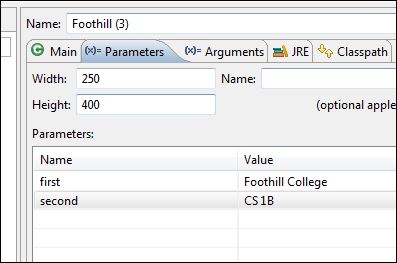 Name: Foothill (3)
Main (x)= Parameters (x)= Arguments JRE Classpath
Width: 250 Name:
Height: 400 (optional apple
Parameters:
Name Value
first Foothill College
second CS 1B